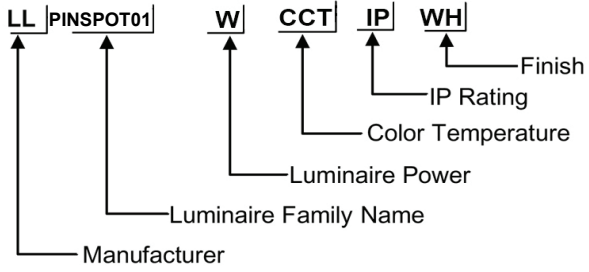 LL PINSPOT01 W CCT IP WH
Finish
IP Rating
Color Temperature
Luminaire Power
Luminaire Family Name
Manufacturer